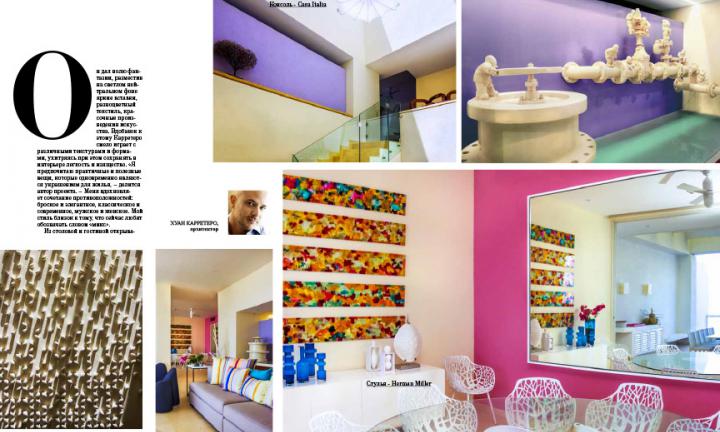 Консоль - Casa Italia
О
н дал волю фан-
тазии, разместив
на светлом ней-
тральном фоне
яркие вставки,
разноцветный
текстиль, кра-
сочные произ-
ведения искус-
ства. Вдобавок к
этому Карретеро
смело играет с
различными текстурами и форма-
ми, ухитряясь при этом сохранять в
интерьере легкость и изящество. «Я
предпочитаю практичные и полезные
вещи, которые одновременно являют-
ся украшением для жилья, – делится
автор проекта. – Меня вдохновля-
ет сочетание противоположностей:
броское и элегантное, классическое и
современное, мужское и женское. Мой
стиль близок к тому, что сейчас любят
обозначать словом «микс».
Из столовой и гостиной открыва-
ХУАН КАРРЕТЕРО,
архитектор
Стулья - Herman Miller